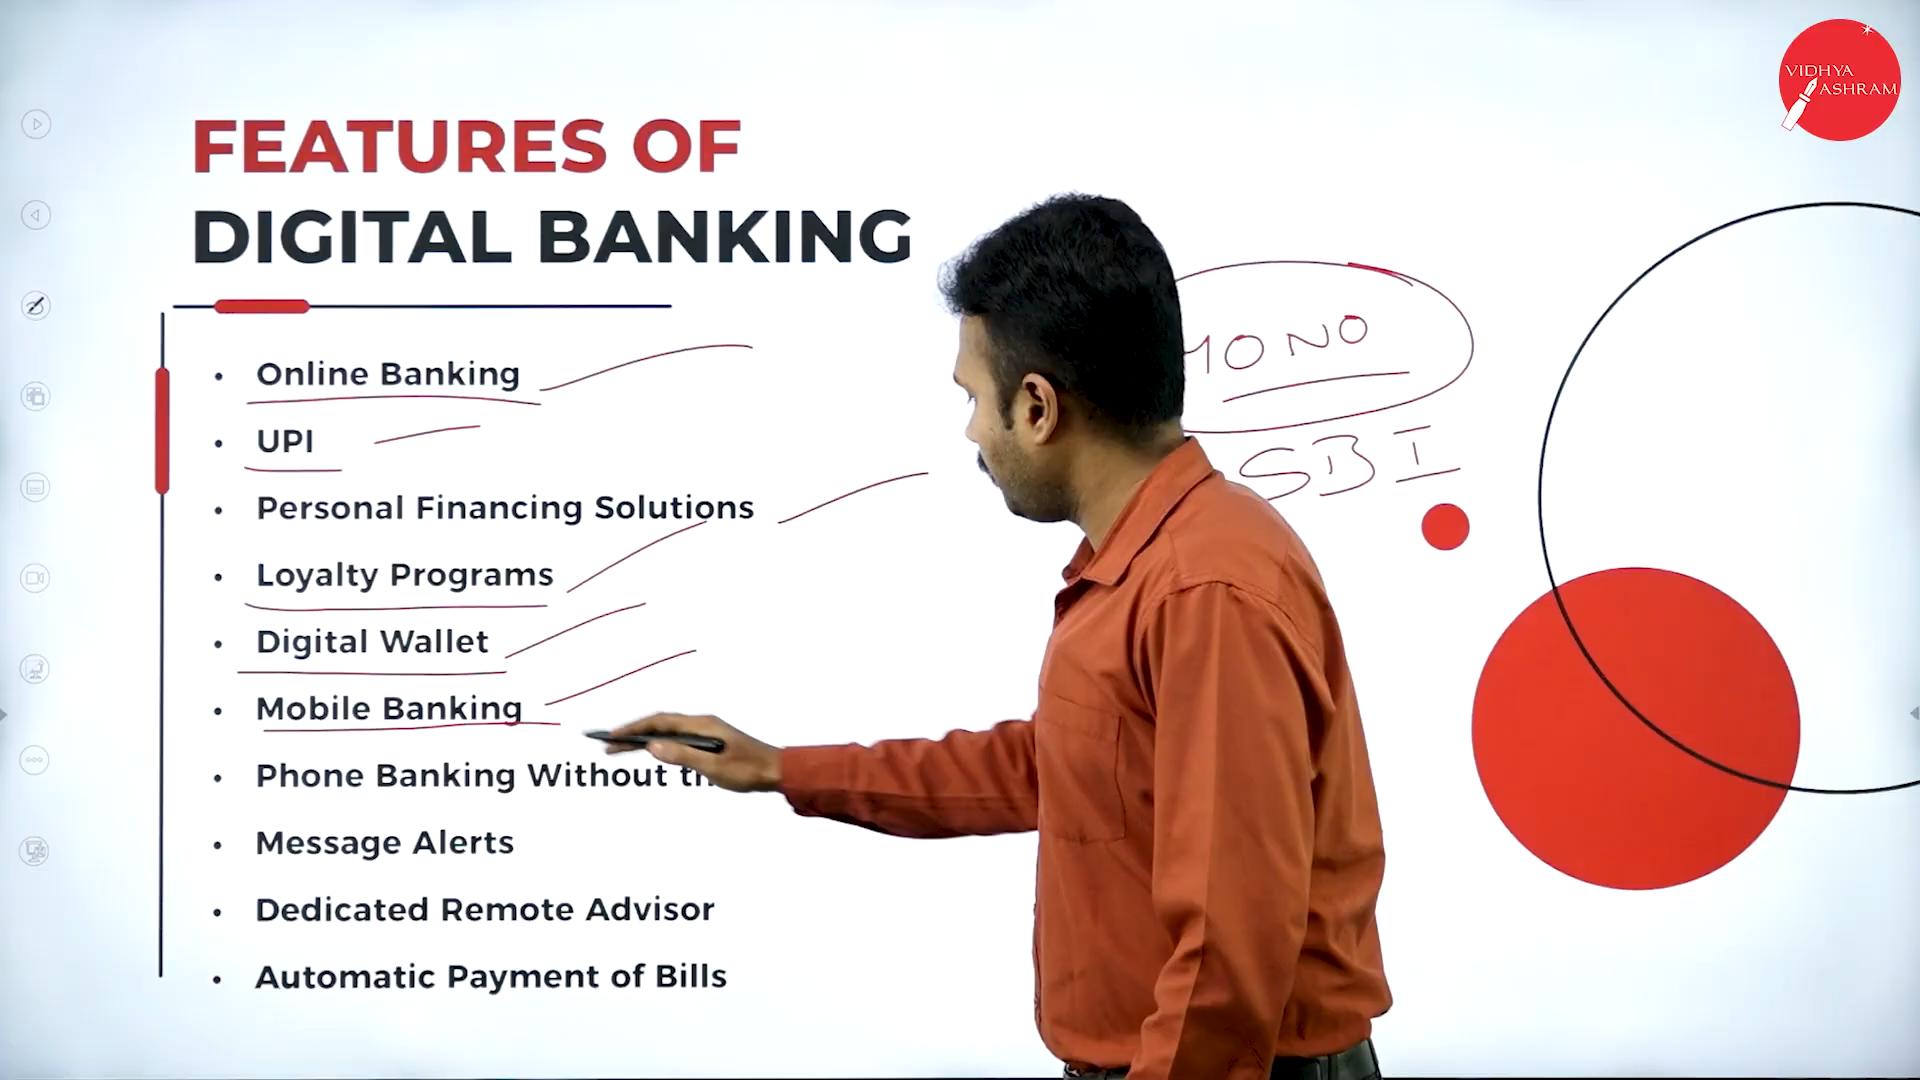 VIDHYA
ASHRAM
FEATURES OF
DIGITAL BANKING
• Online Banking
• UPI
• Personal Financing Solutions
• Loyalty Programs
• Digital Wallet
• Mobile Banking
• Phone Banking Without
• Message Alerts
• Dedicated Remote Advisor
• Automatic Payment of Bills
SBI